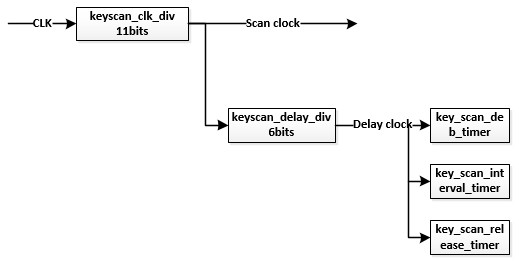 keyscan_clk_div
11bits
CLK
Scan clock
keyscan_delay_div
6bits
Delay clock
key_scan_de
b_timer
key_scan_int
erval_timer
key_scan_rel
ease_timer